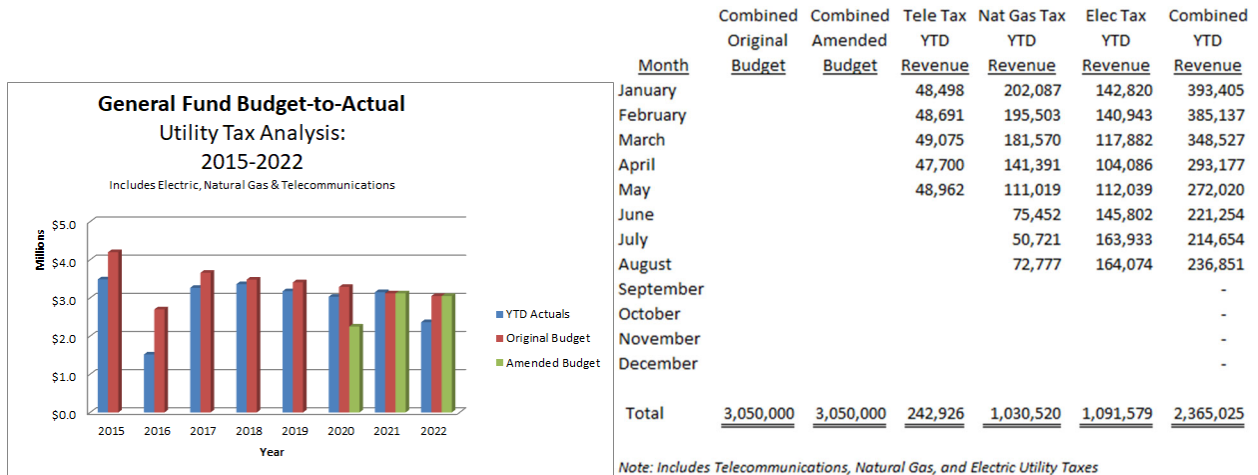 General Fund Budget-to-Actual
Utility Tax Analysis:
2015-2022
Includes Electric, Natural Gas & Telecommunications
Millions
$5.0
$4.0
$3.0
$2.0
$1.0
$0.0
2015 2016 2017 2018 2019 2020 2021 2022
Year
YTD Actuals
Original Budget
Amended Budget
Combined Combined Tele Tax Nat Gas Tax Elec Tax Combined
Original Amended YTD YTD YTD YTD
Month Budget Budget Revenue Revenue Revenue Revenue
January 48,498 202,087 142,820 393,405
February 48,691 195,503 140,943 385,137
March 49,075 181,570 117,882 348,527
April 47,700 141,391 104,086 293,177
May 48,962 111,019 112,039 272,020
June 75,452 145,802 221,254
July 50,721 163,933 214,654
August 72,777 164,074 236,851
September -
October -
November -
December -
Total 3,050,000 3,050,000 242,926 1,030,520 1,091,579 2,365,025
Note: Includes Telecommunications, Natural Gas, and Electric Utility Taxes